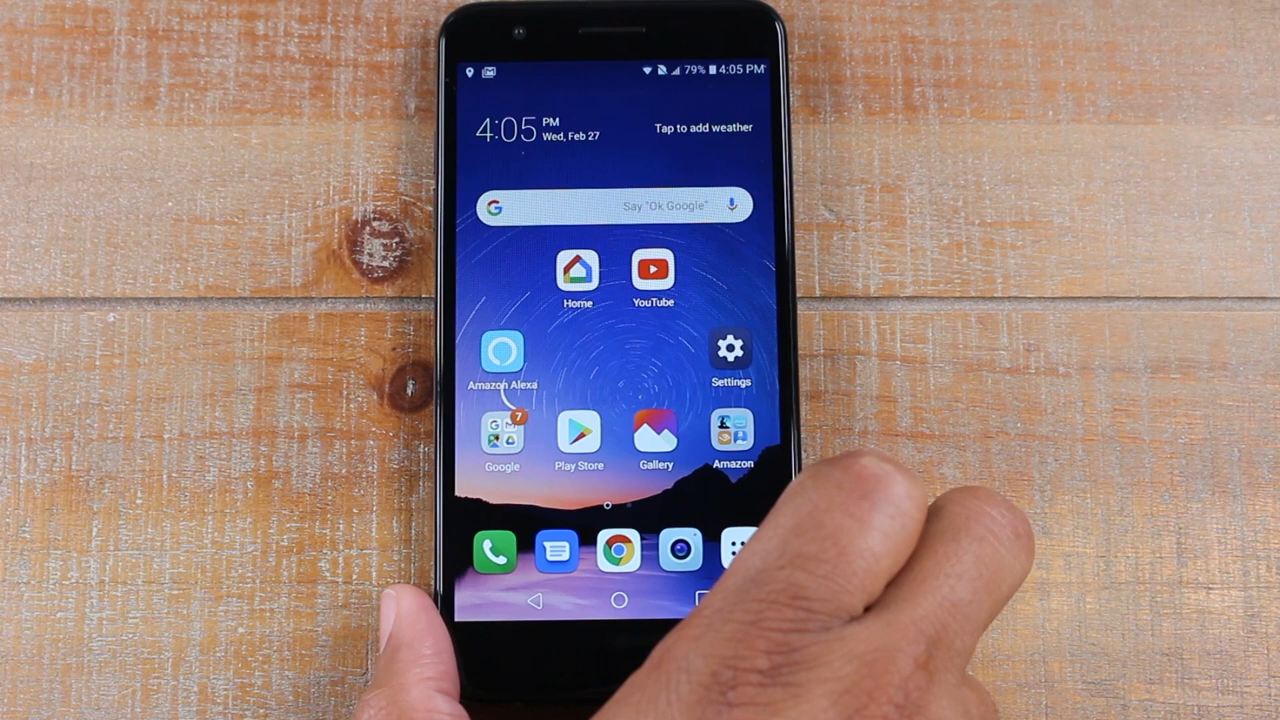 79% 4:05 PM
4:05 PM
Wed, Feb 27
Tap to add weather
G Say "Ok Google"
Home YouTube
Amazon Alexa Settings
7
Google Play Store Gallery Amazon